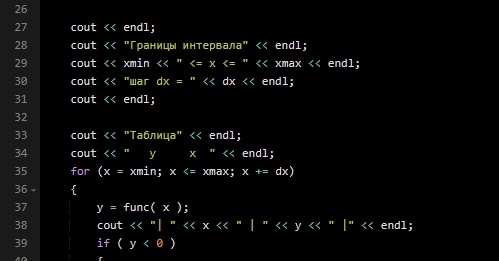 26
27 cout << endl;
28 cout << "Границы интервала" << endl;
29 cout << xmin << " <= x <= " << xmax << endl;
30 cout << "шаг dx = " << dx << endl;
31 cout << endl;
32
33 cout << "Таблица" << endl;
34 cout << "   y     x  " << endl;
35 for (x = xmin; x <= xmax; x += dx)
36 {
37 y = func( x );
38 cout << "| " << x << " | " << y << " |" << endl;
39 if ( y < 0 )
40 {